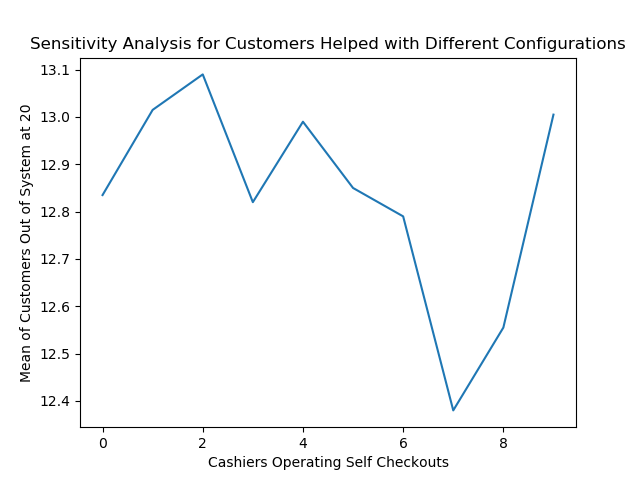 Sensitivity Analysis for Customers Helped with Different Configurations
Mean of Customers Out of System at 20
13.1
13.0
12.9
12.8
12.7
12.6
12.5
12.4
0 2 4 6 8
Cashiers Operating Self Checkouts